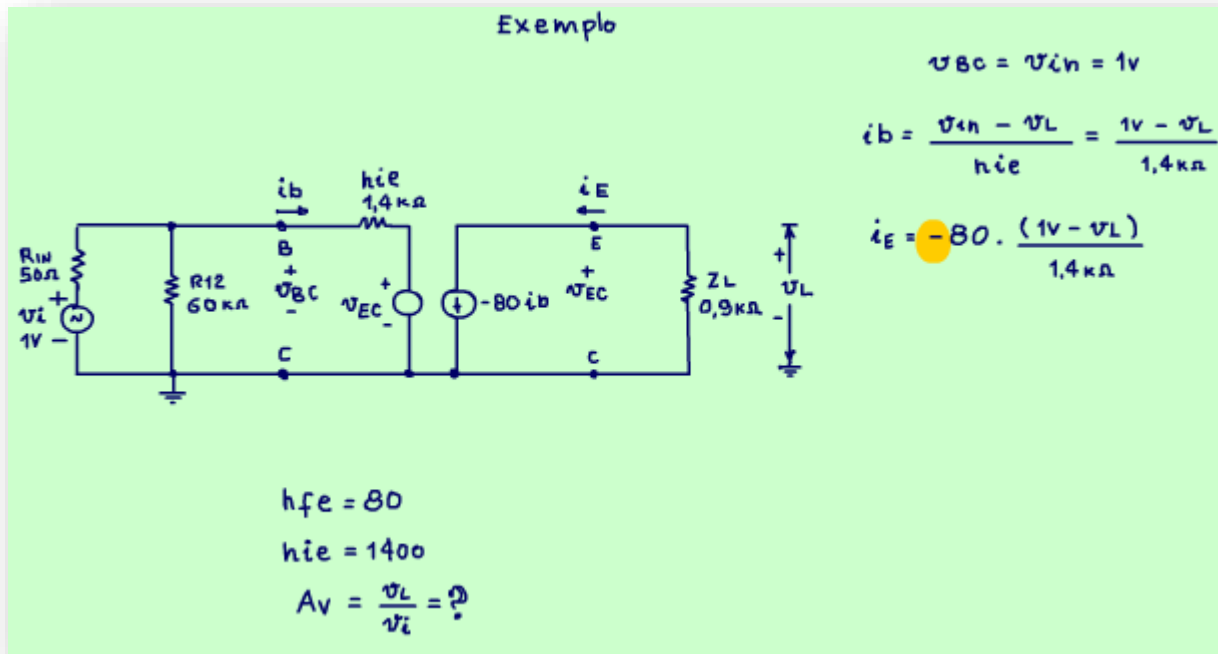 Exemplo
vBC = vin = 1v
ib = vin - vL / hie = 1v - vL / 1,4kΩ
iE = -80 . (1v - vL) / 1,4kΩ
ib
hie
1,4kΩ
iE
B
E
RIN
50Ω
R12
60kΩ
+
vBC
-
+
vEC
-
-80ib
+
vEC
ZL
0,9kΩ
+
vL
-
+
vi
1V -
~
C
C
hfe = 80
hie = 1400
Av = vL / vi = ?